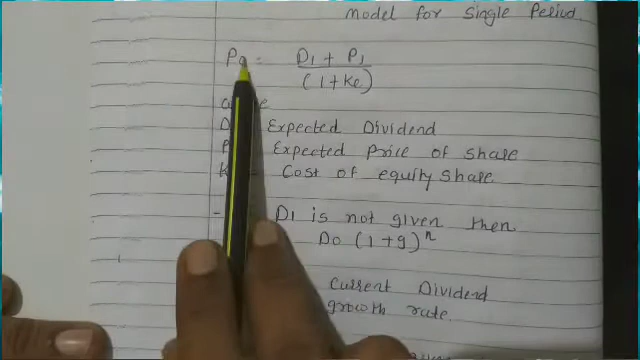 model for Single Period.
P0 = D1 + P1
(1+Ke)
Expected Dividend
Expected Price of Share
Cost of equity Share
- D1 is not given then
D0 (1+g)^n
Current Dividend
growth rate.